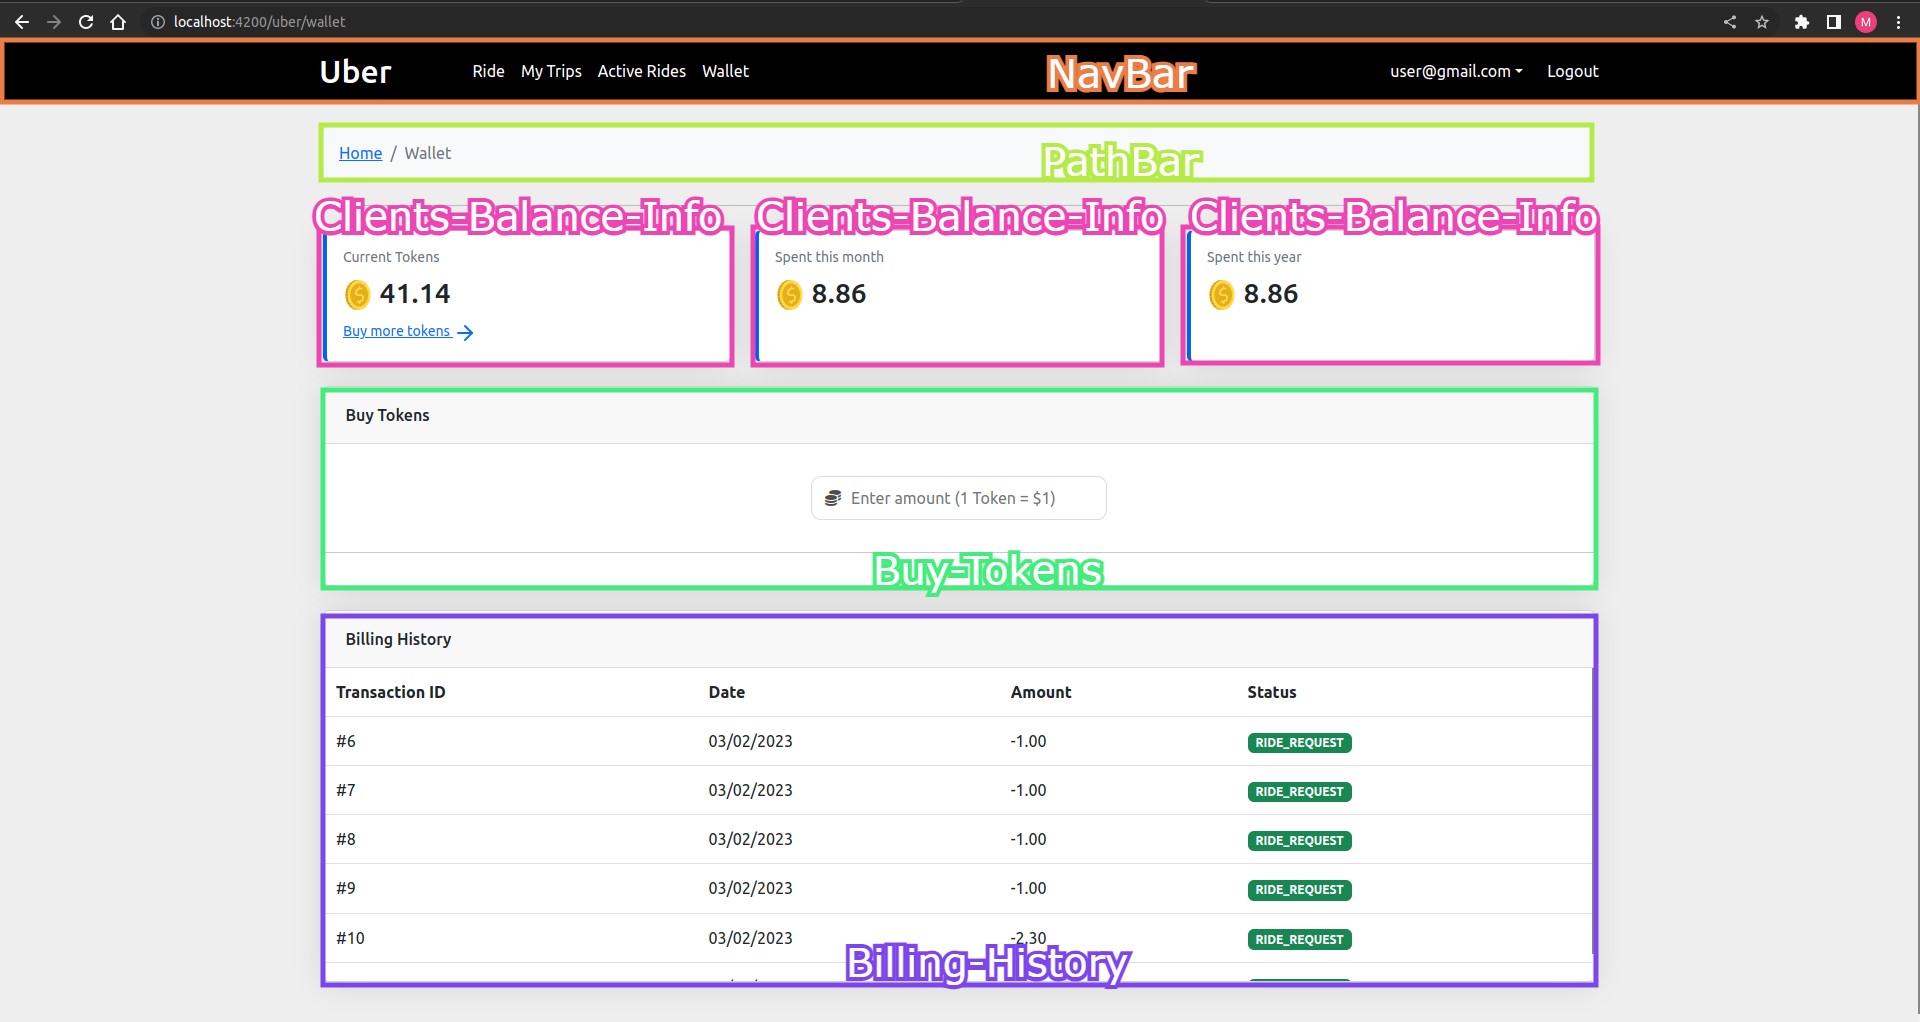 localhost:4200/uber/wallet
M
Uber Ride My Trips Active Rides Wallet NavBar user@gmail.com Logout
Home / Wallet
PathBar
Clients-Balance-Info Clients-Balance-Info Clients-Balance-Info
Current Tokens Spent this month Spent this year
41.14 8.86 8.86
Buy more tokens
Buy Tokens
Enter amount (1 Token = $1)
Buy-Tokens
Billing History
Transaction ID Date Amount Status
#6 03/02/2023 -1.00 RIDE_REQUEST
#7 03/02/2023 -1.00 RIDE_REQUEST
#8 03/02/2023 -1.00 RIDE_REQUEST
#9 03/02/2023 -1.00 RIDE_REQUEST
#10 03/02/2023 -2.30 RIDE_REQUEST
Billing-History